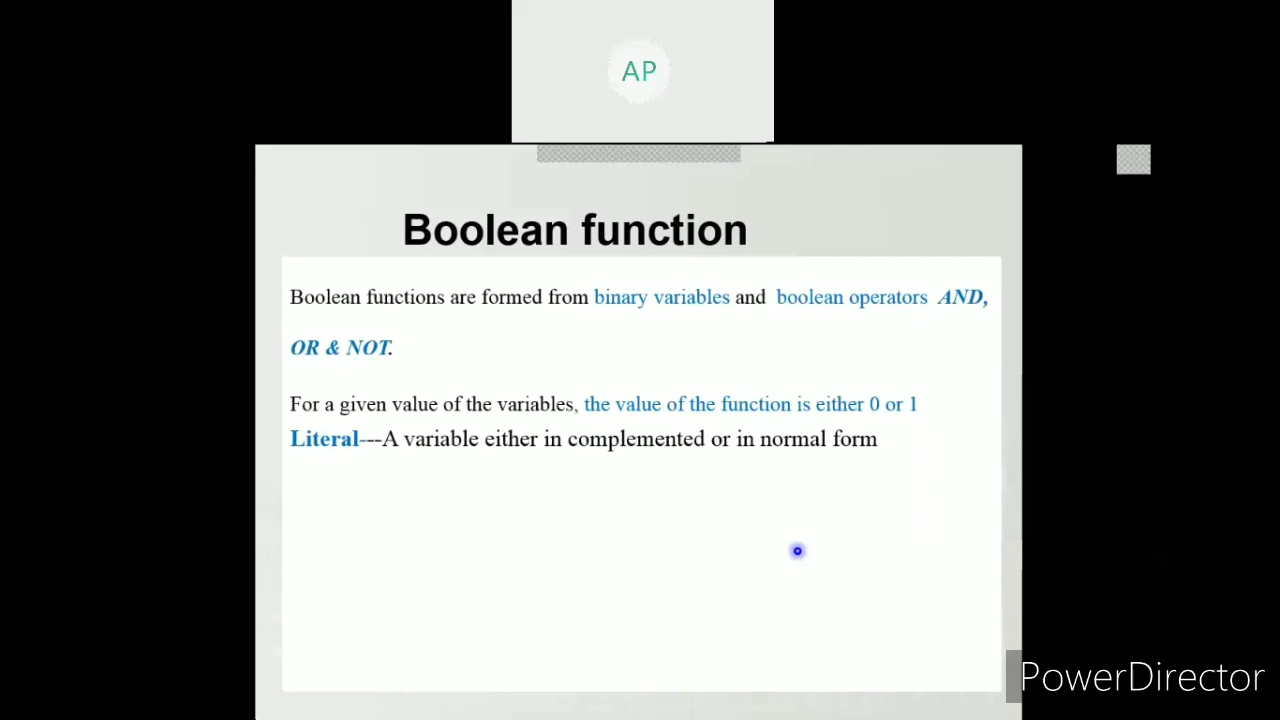 AP
Boolean function
Boolean functions are formed from binary variables and boolean operators AND,
OR & NOT.
For a given value of the variables, the value of the function is either 0 or 1
Literal---A variable either in complemented or in normal form
PowerDirector